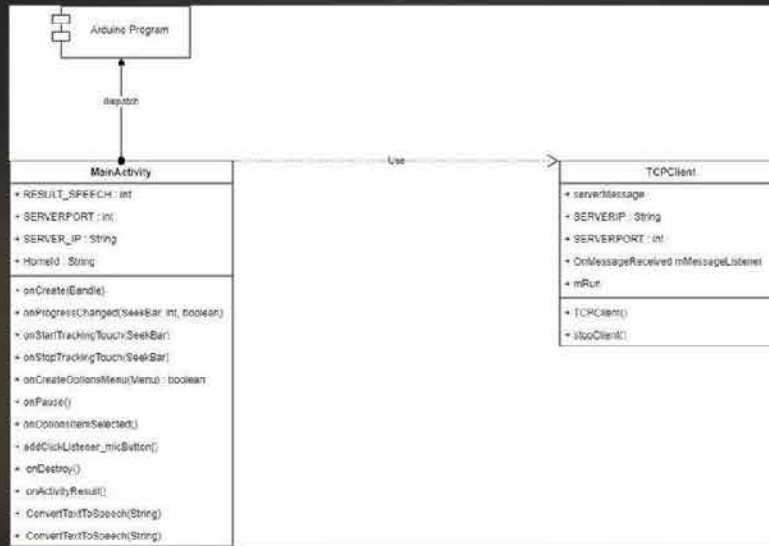 Arduino Program
dispatch
Use
MainActivity
+ RESULT_SPEECH : int
+ SERVERPORT : int
+ SERVER_IP : String
+ HomeId : String
+ onCreate(Bundle)
+ onProgressChanged(SeekBar, int, boolean)
+ onStartTrackingTouch(SeekBar)
+ onStopTrackingTouch(SeekBar)
+ onCreateOptionsMenu(Menu) : boolean
+ onPause()
+ onOptionsItemSelected()
+ addClickListener_micButton()
+ onDestroy()
+ onActivityResult()
+ ConvertTextToSpeech(String)
+ ConvertTextToSpeech(String)
TCPClient
+ serverMessage
+ SERVERIP : String
+ SERVERPORT : int
+ OnMessageReceived mMessageListener
+ mRun
+ TCPClient()
+ stopClient()